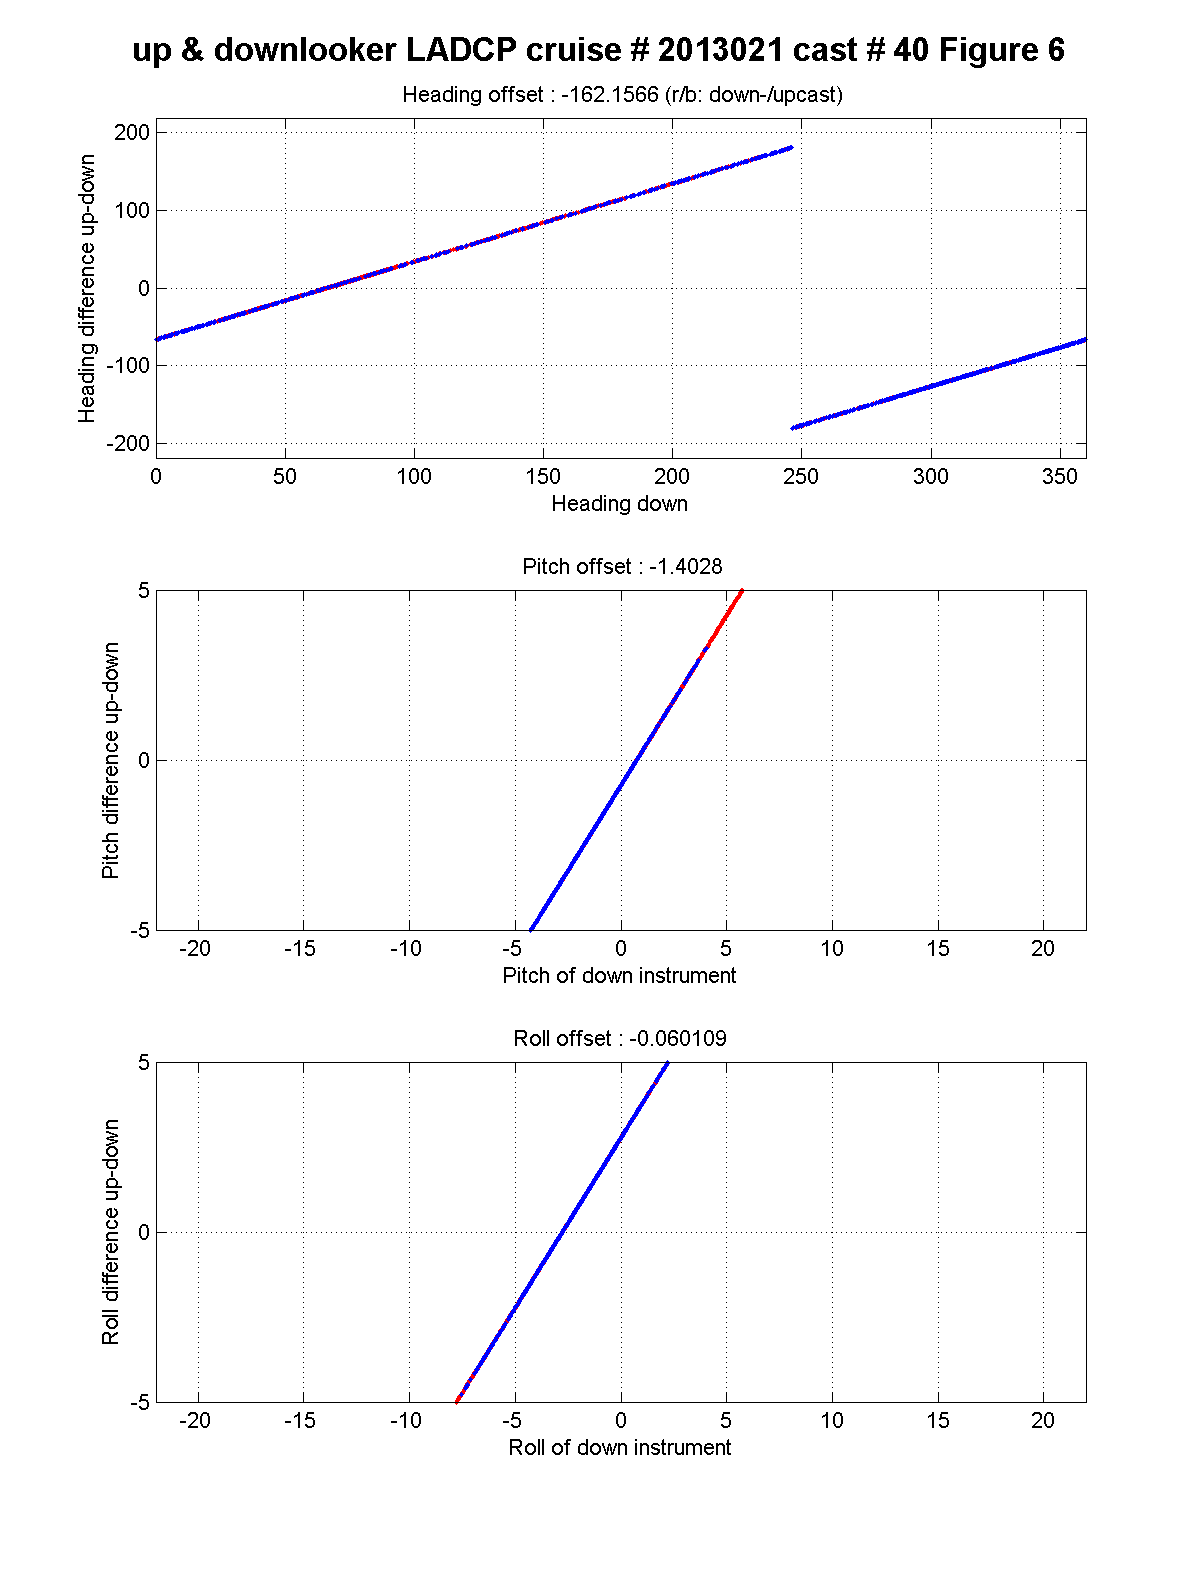 up & downlooker LADCP cruise # 2013021 cast # 40 Figure 6
Heading offset : -162.1566 (r/b: down-/upcast)
Heading difference up-down
200
100
0
-100
-200
0 50 100 150 200 250 300 350
Heading down
Pitch offset : -1.4028
Pitch difference up-down
5
0
-5
-20 -15 -10 -5 0 5 10 15 20
Pitch of down instrument
Roll offset : -0.060109
Roll difference up-down
5
0
-5
-20 -15 -10 -5 0 5 10 15 20
Roll of down instrument